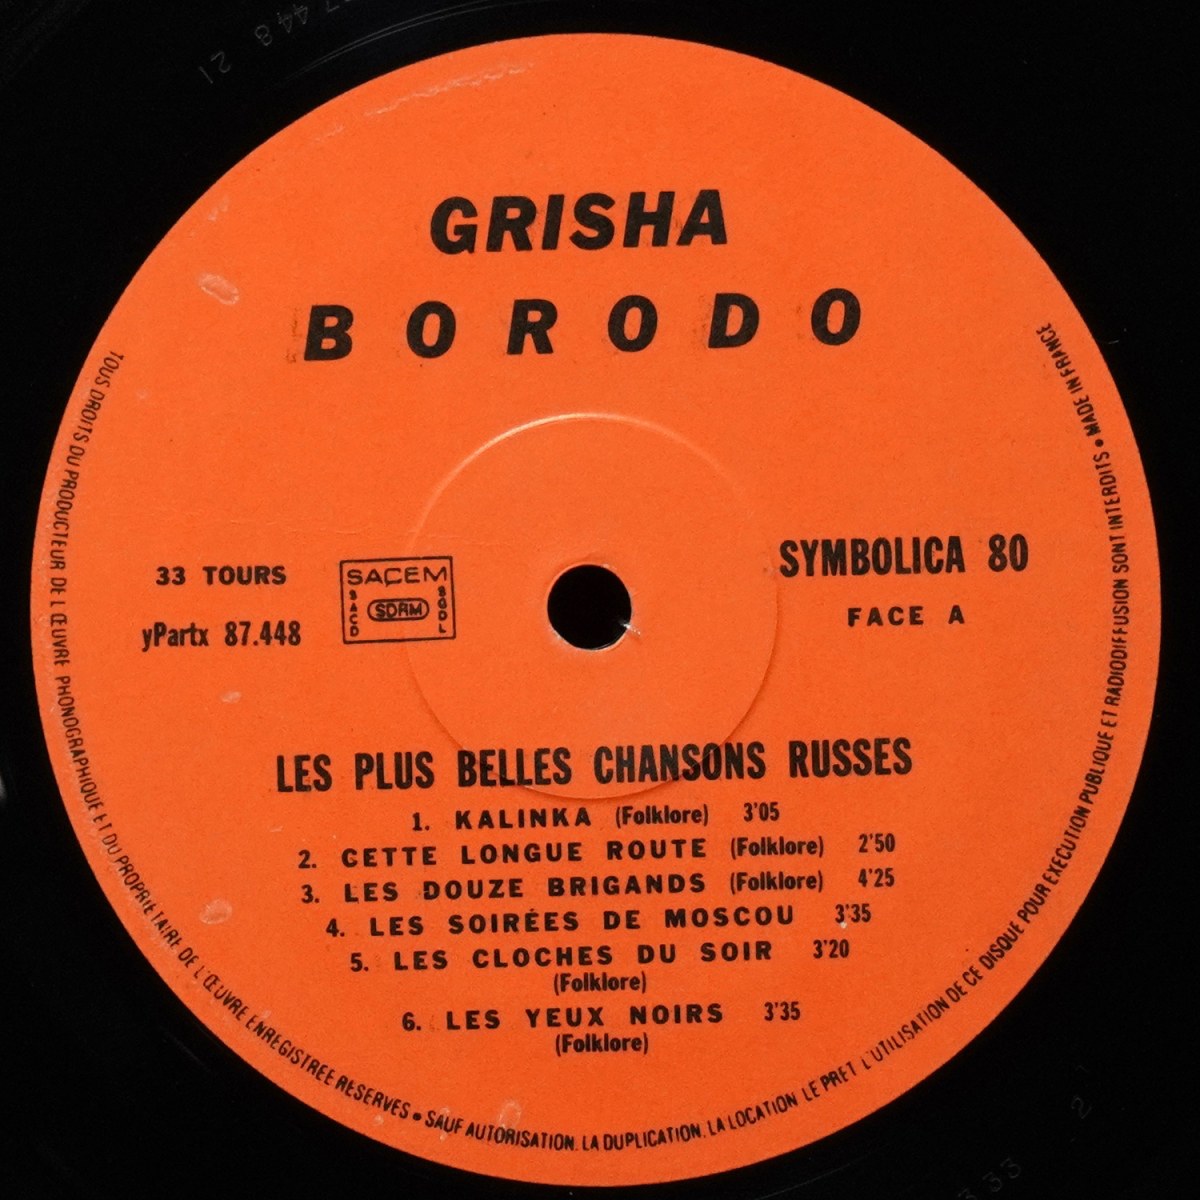 GRISHA
BORODO
33 TOURS
yPartx 87.448
SACEM
SACD
SDRM
SGDL
SYMBOLICA 80
FACE A
LES PLUS BELLES CHANSONS RUSSES
1. KALINKA (Folklore) 3'05
2. CETTE LONGUE ROUTE (Folklore) 2'50
3. LES DOUZE BRIGANDS (Folklore) 4'25
4. LES SOIRÉES DE MOSCOU 3'35
5. LES CLOCHES DU SOIR 3'20
(Folklore)
6. LES YEUX NOIRS 3'35
(Folklore)
TOUS DROITS DU PRODUCTEUR DE L'ŒUVRE PHONOGRAPHIQUE ET DU PROPRIETAIRE DE L'ŒUVRE ENREGISTREE RESERVES • SAUF AUTORISATION, LA DUPLICATION, LA LOCATION LE PRET L'UTILISATION DE CE DISQUE POUR EXECUTION PUBLIQUE ET RADIODIFFUSION SONT INTERDITS • MADE IN FRANCE